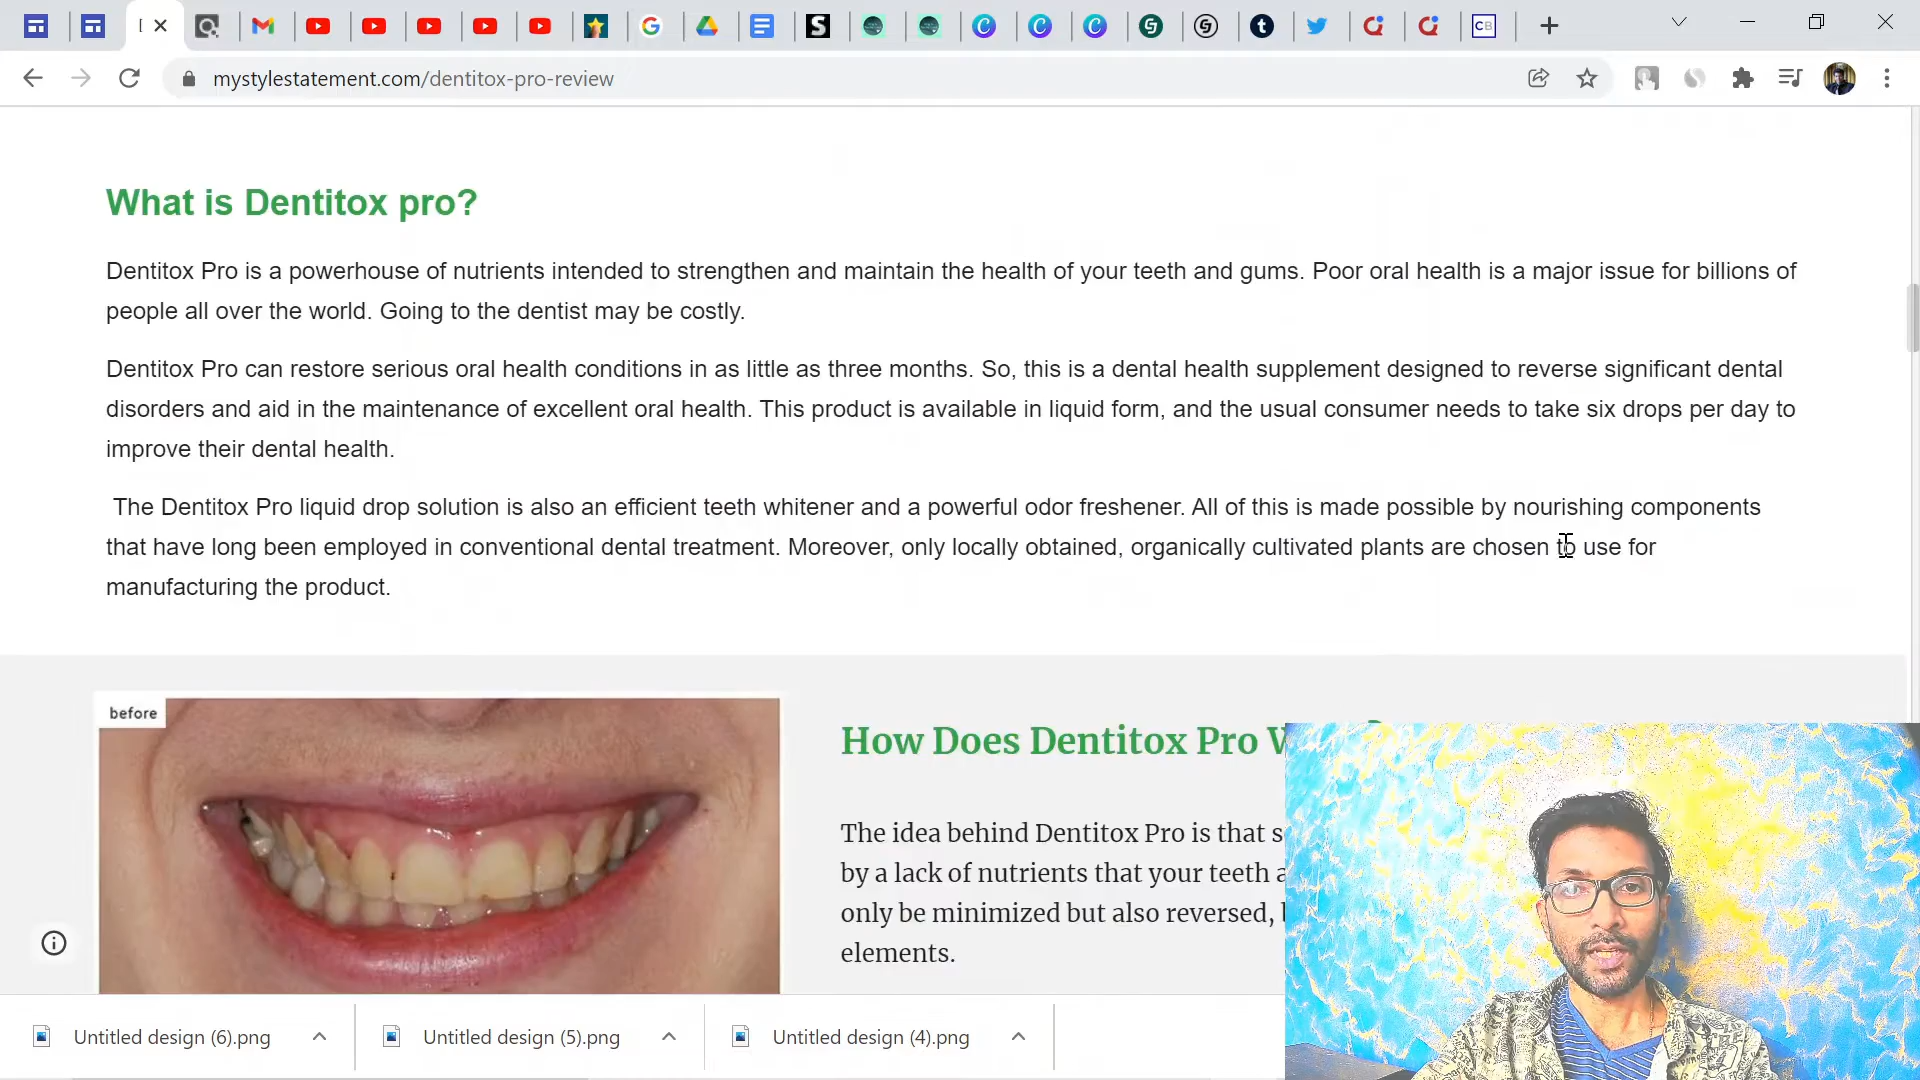 mystylestatement.com/dentitox-pro-review
What is Dentitox pro?
Dentitox Pro is a powerhouse of nutrients intended to strengthen and maintain the health of your teeth and gums. Poor oral health is a major issue for billions of
people all over the world. Going to the dentist may be costly.
Dentitox Pro can restore serious oral health conditions in as little as three months. So, this is a dental health supplement designed to reverse significant dental
disorders and aid in the maintenance of excellent oral health. This product is available in liquid form, and the usual consumer needs to take six drops per day to
improve their dental health.
The Dentitox Pro liquid drop solution is also an efficient teeth whitener and a powerful odor freshener. All of this is made possible by nourishing components
that have long been employed in conventional dental treatment. Moreover, only locally obtained, organically cultivated plants are chosen to use for
manufacturing the product.
before
How Does Dentitox Pro
The idea behind Dentitox Pro is that
by a lack of nutrients that your teeth
only be minimized but also reversed,
elements.
Untitled design (6).png
Untitled design (5).png
Untitled design (4).png